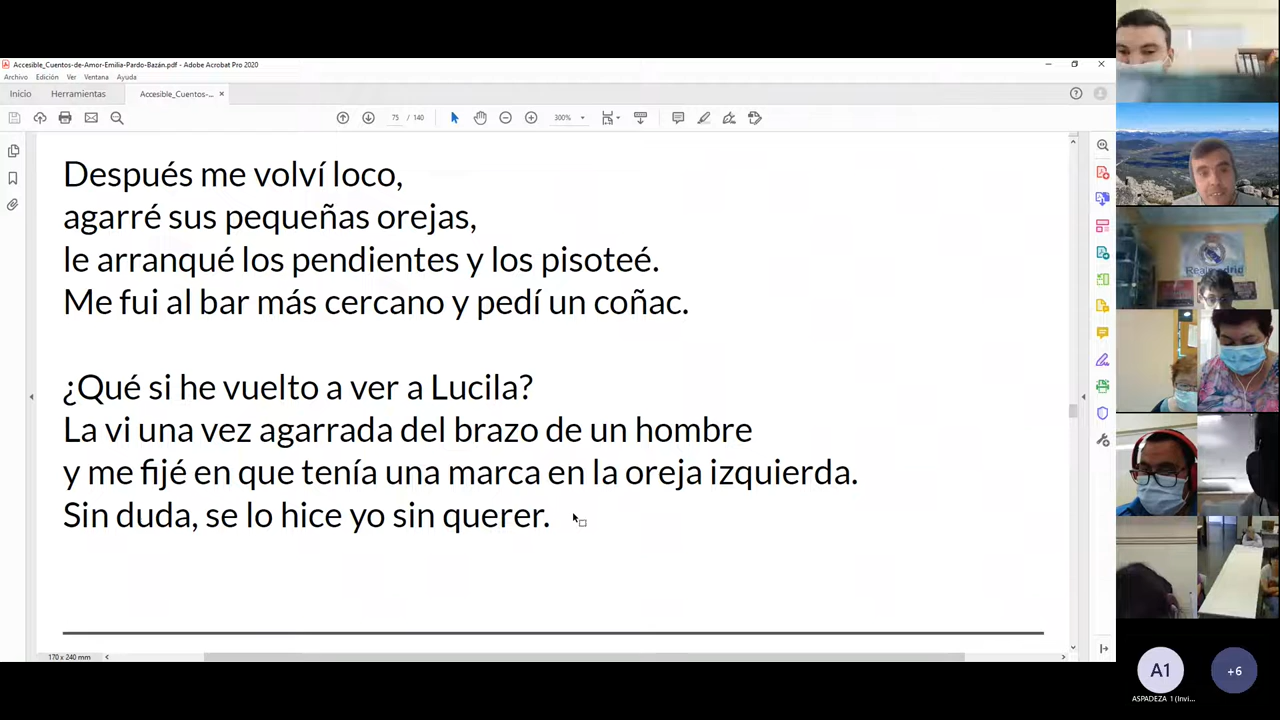 Accesible_Cuentos-de-Amor-Emilia-Pardo-Bazán.pdf - Adobe Acrobat Pro 2020
Archivo Edición Ver Ventana Ayuda
Inicio Herramientas Accesible_Cuentos-...
75 / 140 300%
Después me volví loco,
agarré sus pequeñas orejas,
le arranqué los pendientes y los pisoteé.
Me fui al bar más cercano y pedí un coñac.
¿Qué si he vuelto a ver a Lucila?
La vi una vez agarrada del brazo de un hombre
y me fijé en que tenía una marca en la oreja izquierda.
Sin duda, se lo hice yo sin querer.
170 x 240 mm
Realmadrid
A1
+6
ASPADEZA 1 (Invi...